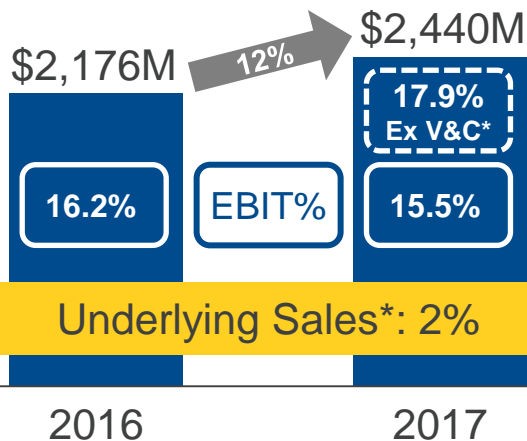 $2,176M
12%
$2,440M
17.9%
Ex V&C*
16.2%
EBIT%
15.5%
Underlying Sales*: 2%
2016
2017